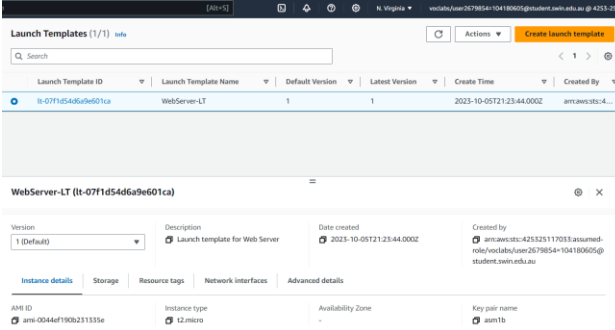 [Alt+S] N. Virginia voclabs/user2679854=104180605@student.swin.edu.au @ 4253-25
Launch Templates (1/1) Info
Actions
Create launch template
Search
1
Launch Template ID Launch Template Name Default Version Latest Version Create Time Created By
lt-07f1d54d6a9e601ca WebServer-LT 1 1 2023-10-05T21:23:44.000Z arn:aws:sts::4...
WebServer-LT (lt-07f1d54d6a9e601ca)
Version Description Date created Created by
1 (Default) Launch template for Web Server 2023-10-05T21:23:44.000Z arn:aws:sts::425325117033:assumed-
role/voclabs/user2679854=104180605@
student.swin.edu.au
Instance details Storage Resource tags Network interfaces Advanced details
AMI ID Instance type Availability Zone Key pair name
ami-0044ef190b231335e t2.micro - asm1b